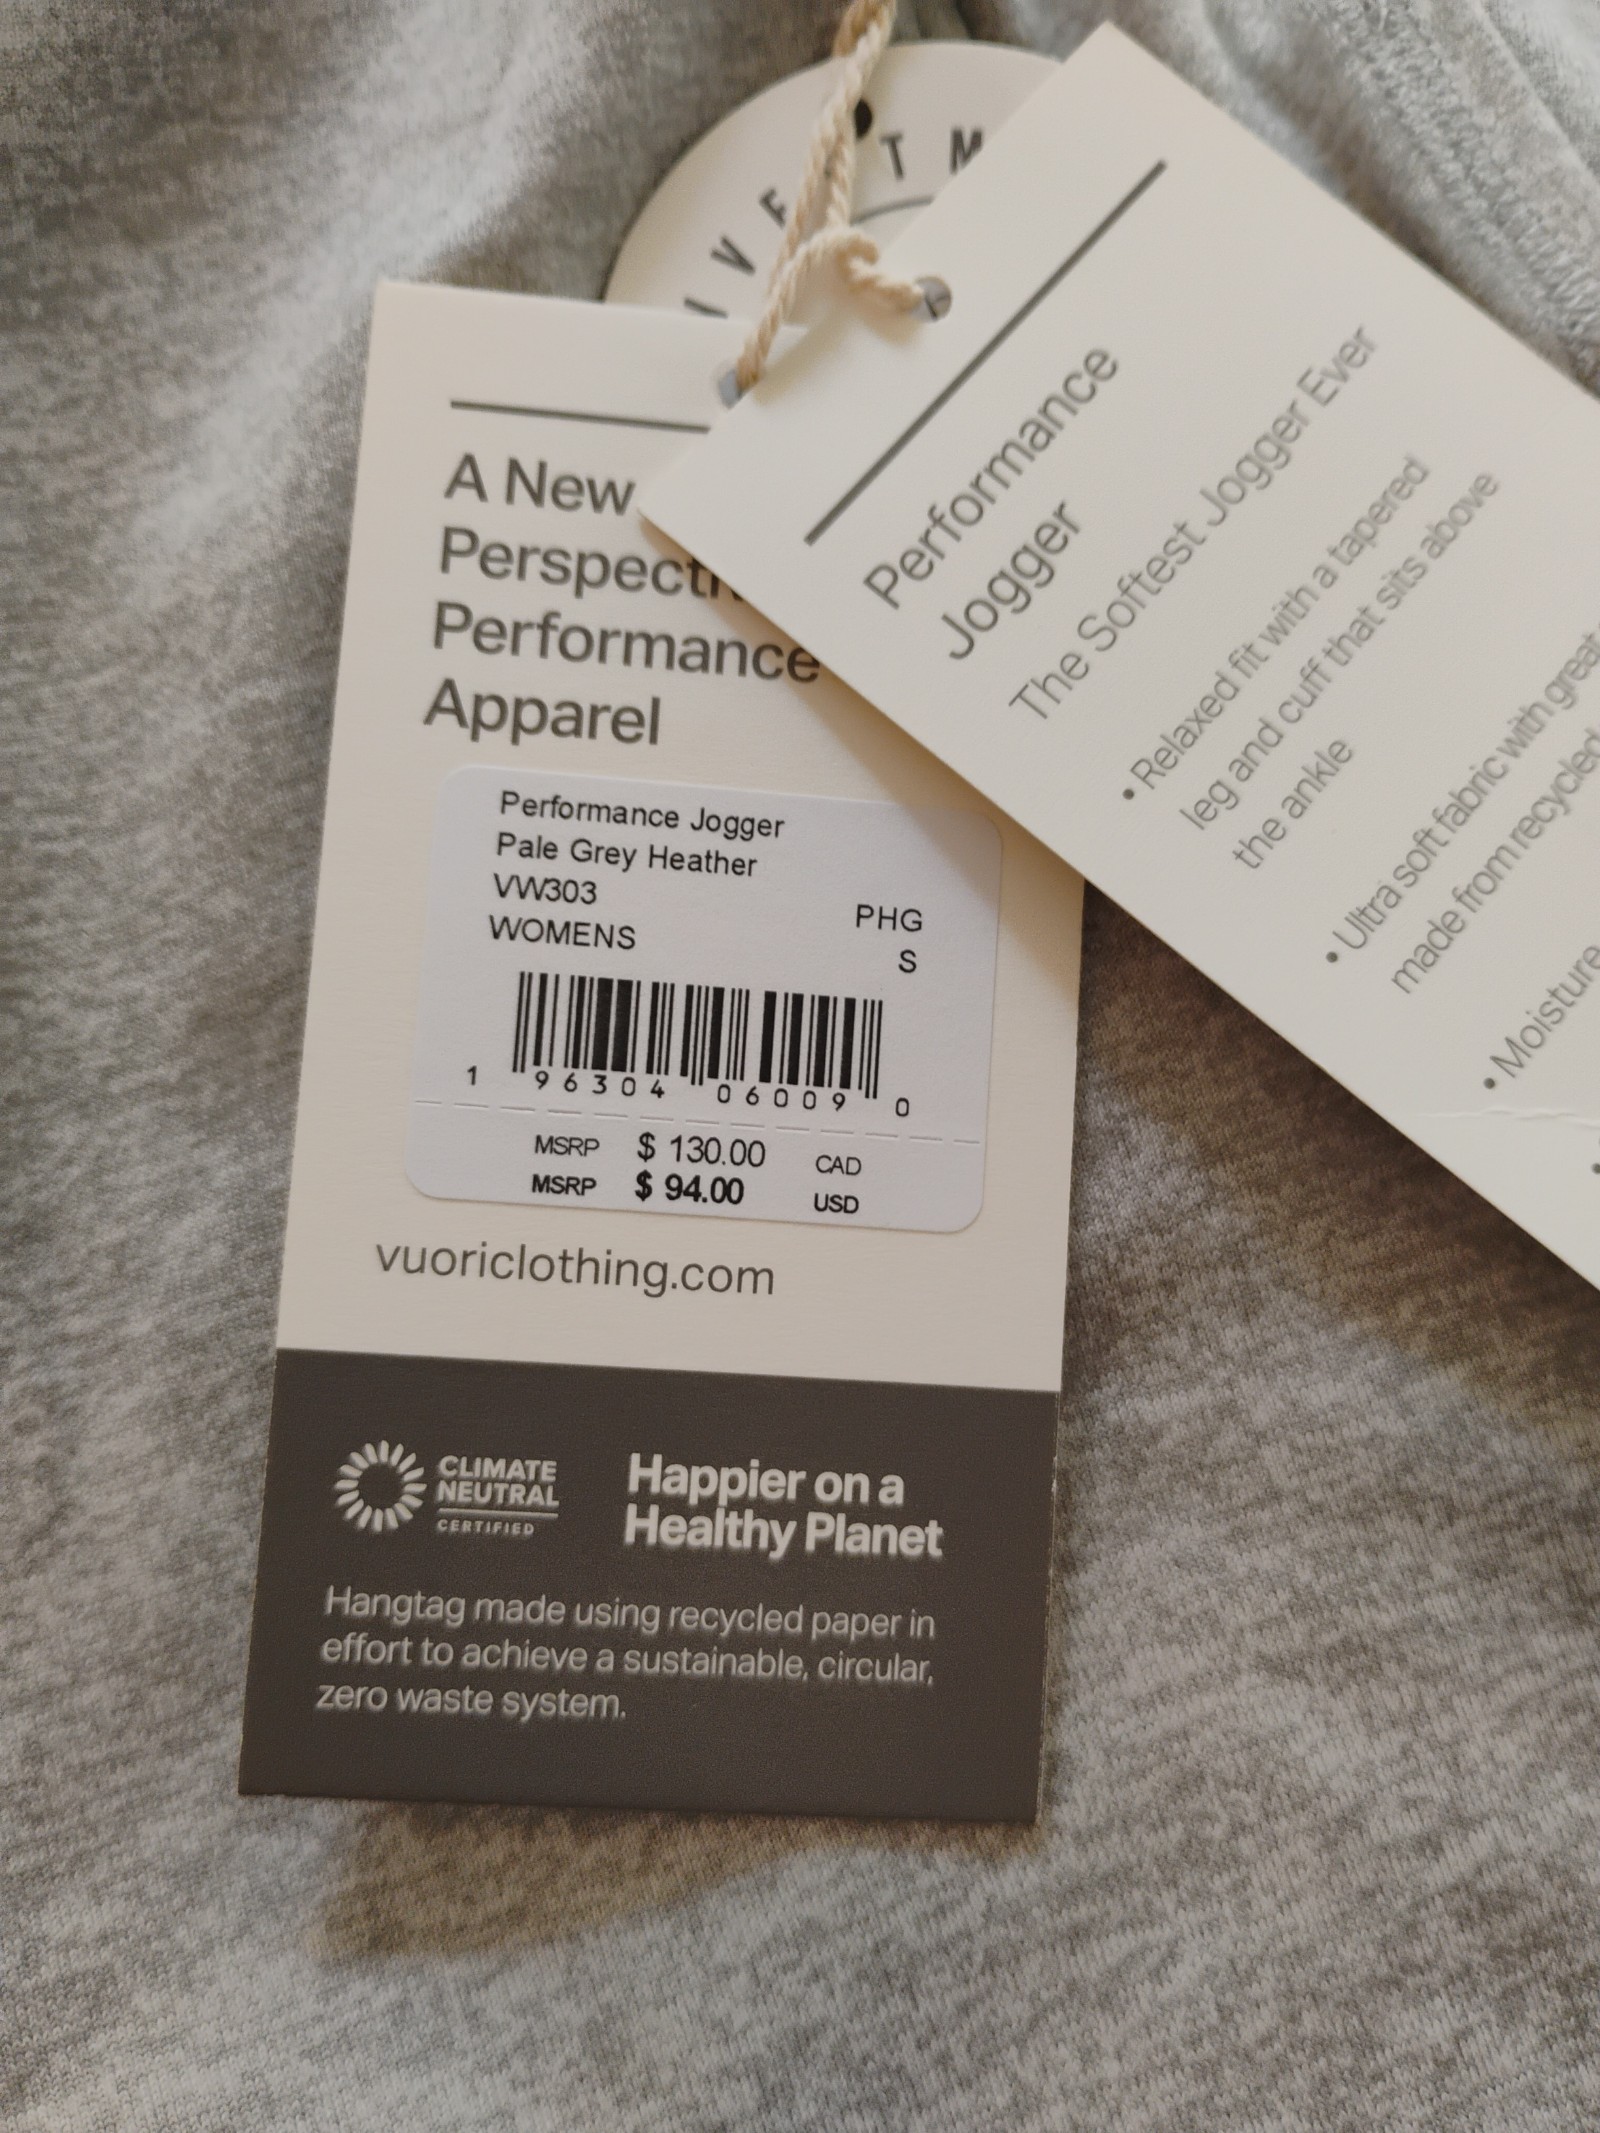 A New
Performance
Apparel
Performance Jogger
Pale Grey Heather
VW303 PHG
WOMENS S
1 96304 06009 0
MSRP $ 130.00 CAD
MSRP $ 94.00 USD
vuoriclothing.com
CLIMATE
NEUTRAL
CERTIFIED
Happier on a
Healthy Planet
Hangtag made using recycled paper in
effort to achieve a sustainable, circular,
zero waste system.
Performance
Jogger
The Softest Jogger Ever
• Relaxed fit with a tapered
leg and cuff that sits above
the ankle
• Ultra soft fabric with great
made from recycled
• Moisture